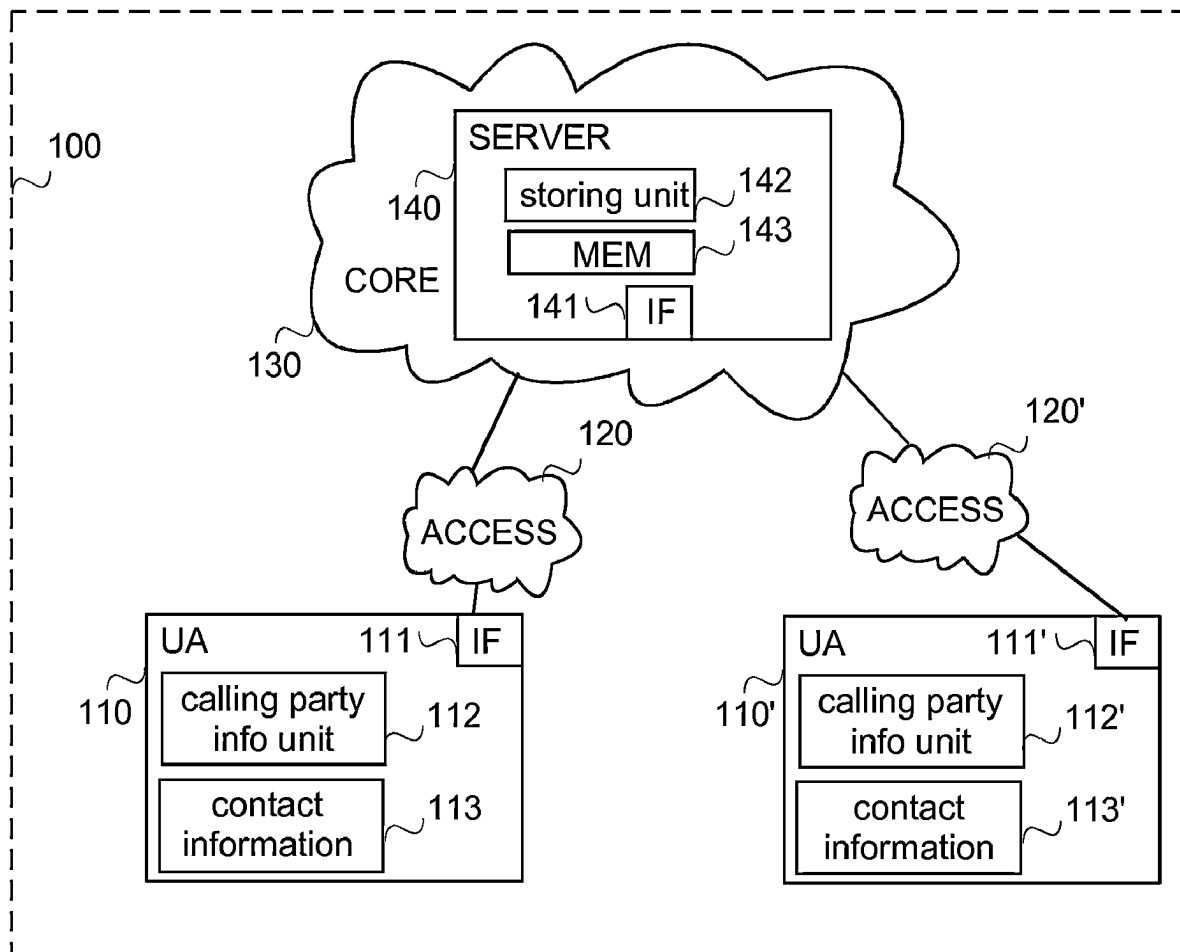 100
SERVER
140
storing unit
142
MEM
143
CORE
141
IF
130
120
ACCESS
120'
ACCESS
UA
111
IF
110
calling party
info unit
112
contact
information
113
UA
111'
IF
110'
calling party
info unit
112'
contact
information
113'